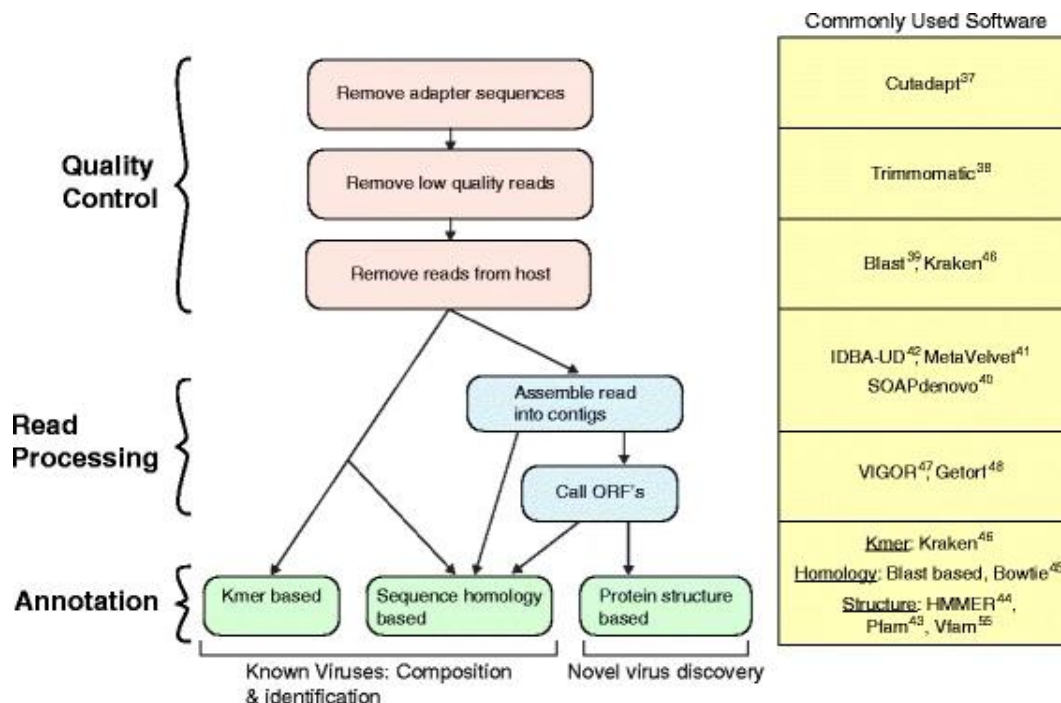 Commonly Used Software
Quality
Control
Remove adapter sequences
Remove low quality reads
Remove reads from host
Read
Processing
Assemble read
into contigs
Call ORF's
Annotation
Kmer based
Sequence homology
based
Protein structure
based
Known Viruses: Composition
& identification
Novel virus discovery
Cutadapt37
Trimmomatic38
Blast39, Kraken46
IDBA-UD42, MetaVelvet41
SOAPdenovo40
VIGOR47, Getorf48
Kmer: Kraken46
Homology: Blast based, Bowtie45
Structure: HMMER44,
Pfam43, Vfam55